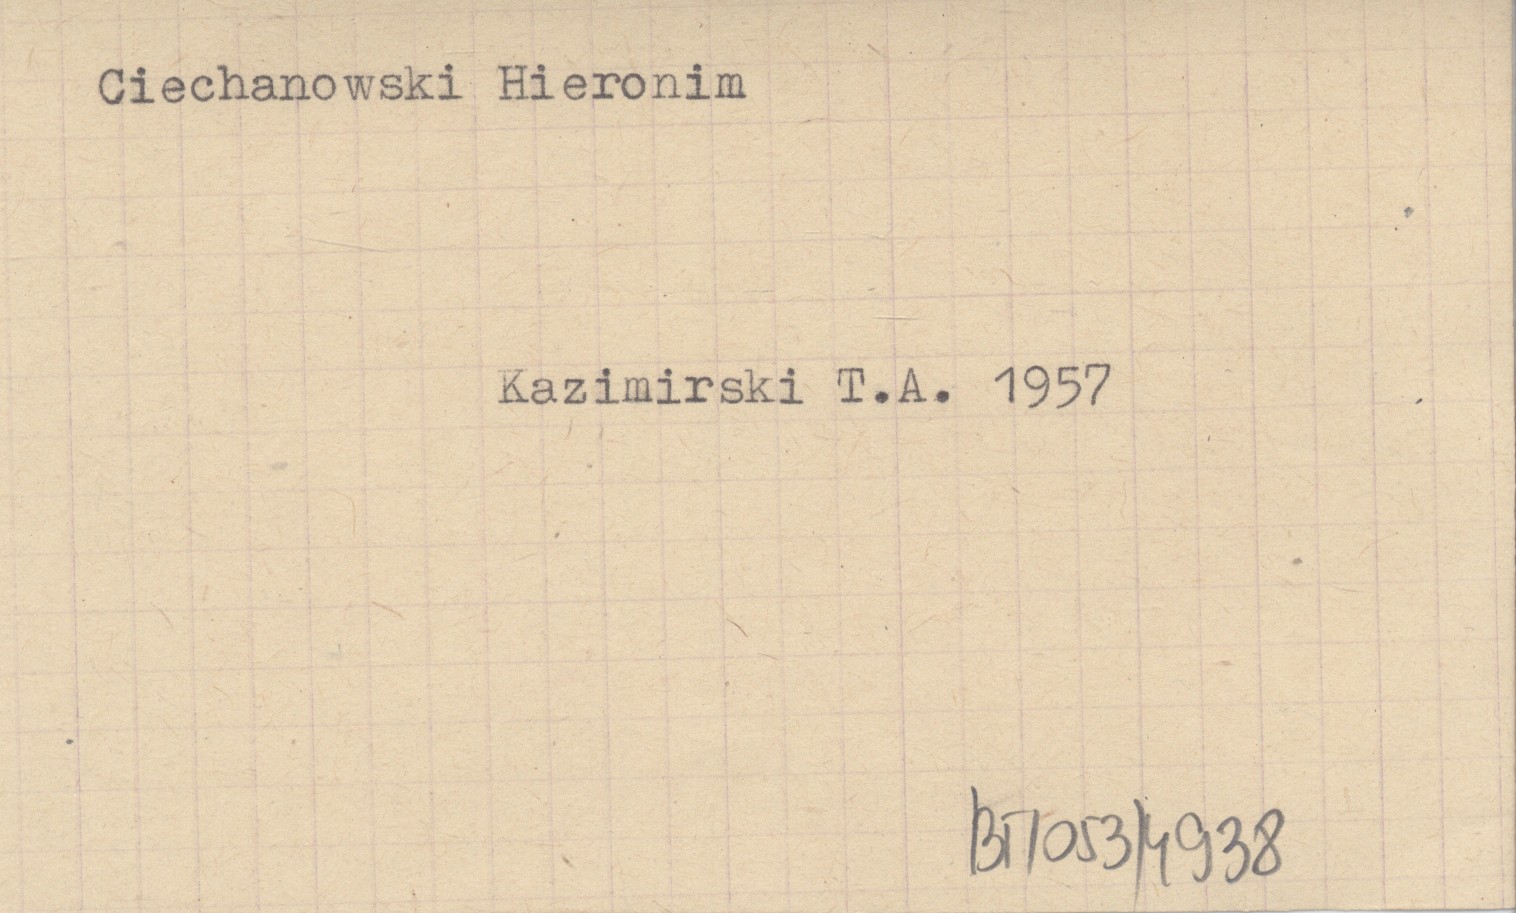 Ciechanowski Hieronim
Kazimirski T.A. 1957
BT/053/4938